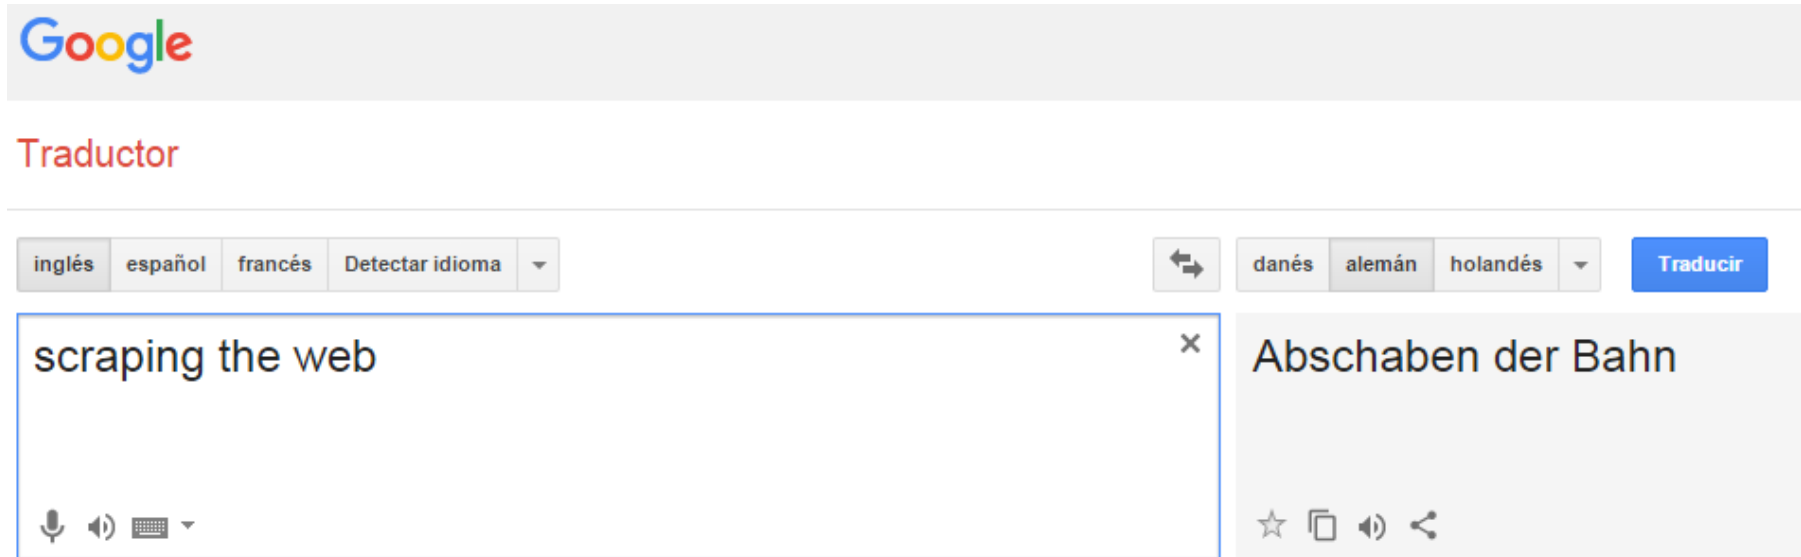 Google
Traductor
inglés español francés Detectar idioma danés alemán holandés Traducir
scraping the web Abschaben der Bahn